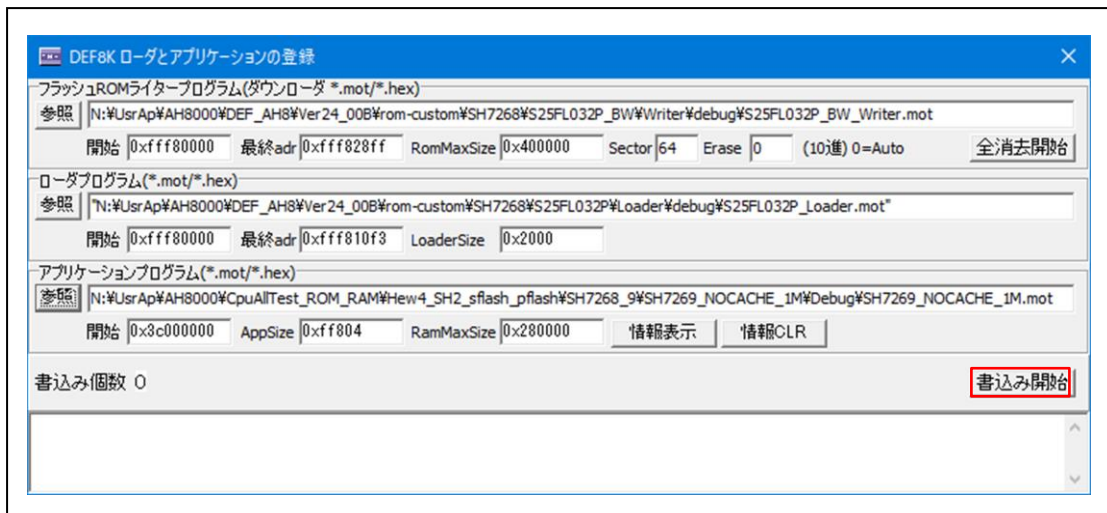 DEF8K ローダとアプリケーションの登録
フラッシュROMライタープログラム(ダウンローダ *.mot/*.hex)
参照 N:¥UsrAp¥AH8000¥DEF_AH8¥Ver24_00B¥rom-custom¥SH7268¥S25FL032P_BW¥Writer¥debug¥S25FL032P_BW_Writer.mot
開始 0xfff80000 最終adr 0xfff828ff RomMaxSize 0x400000 Sector 64 Erase 0 (10進) 0=Auto 全消去開始
ローダプログラム(*.mot/*.hex)
参照 "N:¥UsrAp¥AH8000¥DEF_AH8¥Ver24_00B¥rom-custom¥SH7268¥S25FL032P¥Loader¥debug¥S25FL032P_Loader.mot"
開始 0xfff80000 最終adr 0xfff810f3 LoaderSize 0x2000
アプリケーションプログラム(*.mot/*.hex)
参照 N:¥UsrAp¥AH8000¥CpuAllTest_ROM_RAM¥Hew4_SH2_sflash_pflash¥SH7268_9¥SH7269_NOCACHE_1M¥Debug¥SH7269_NOCACHE_1M.mot
開始 0x3c000000 AppSize 0xff804 RamMaxSize 0x280000 情報表示 情報CLR
書込み個数 0 書込み開始